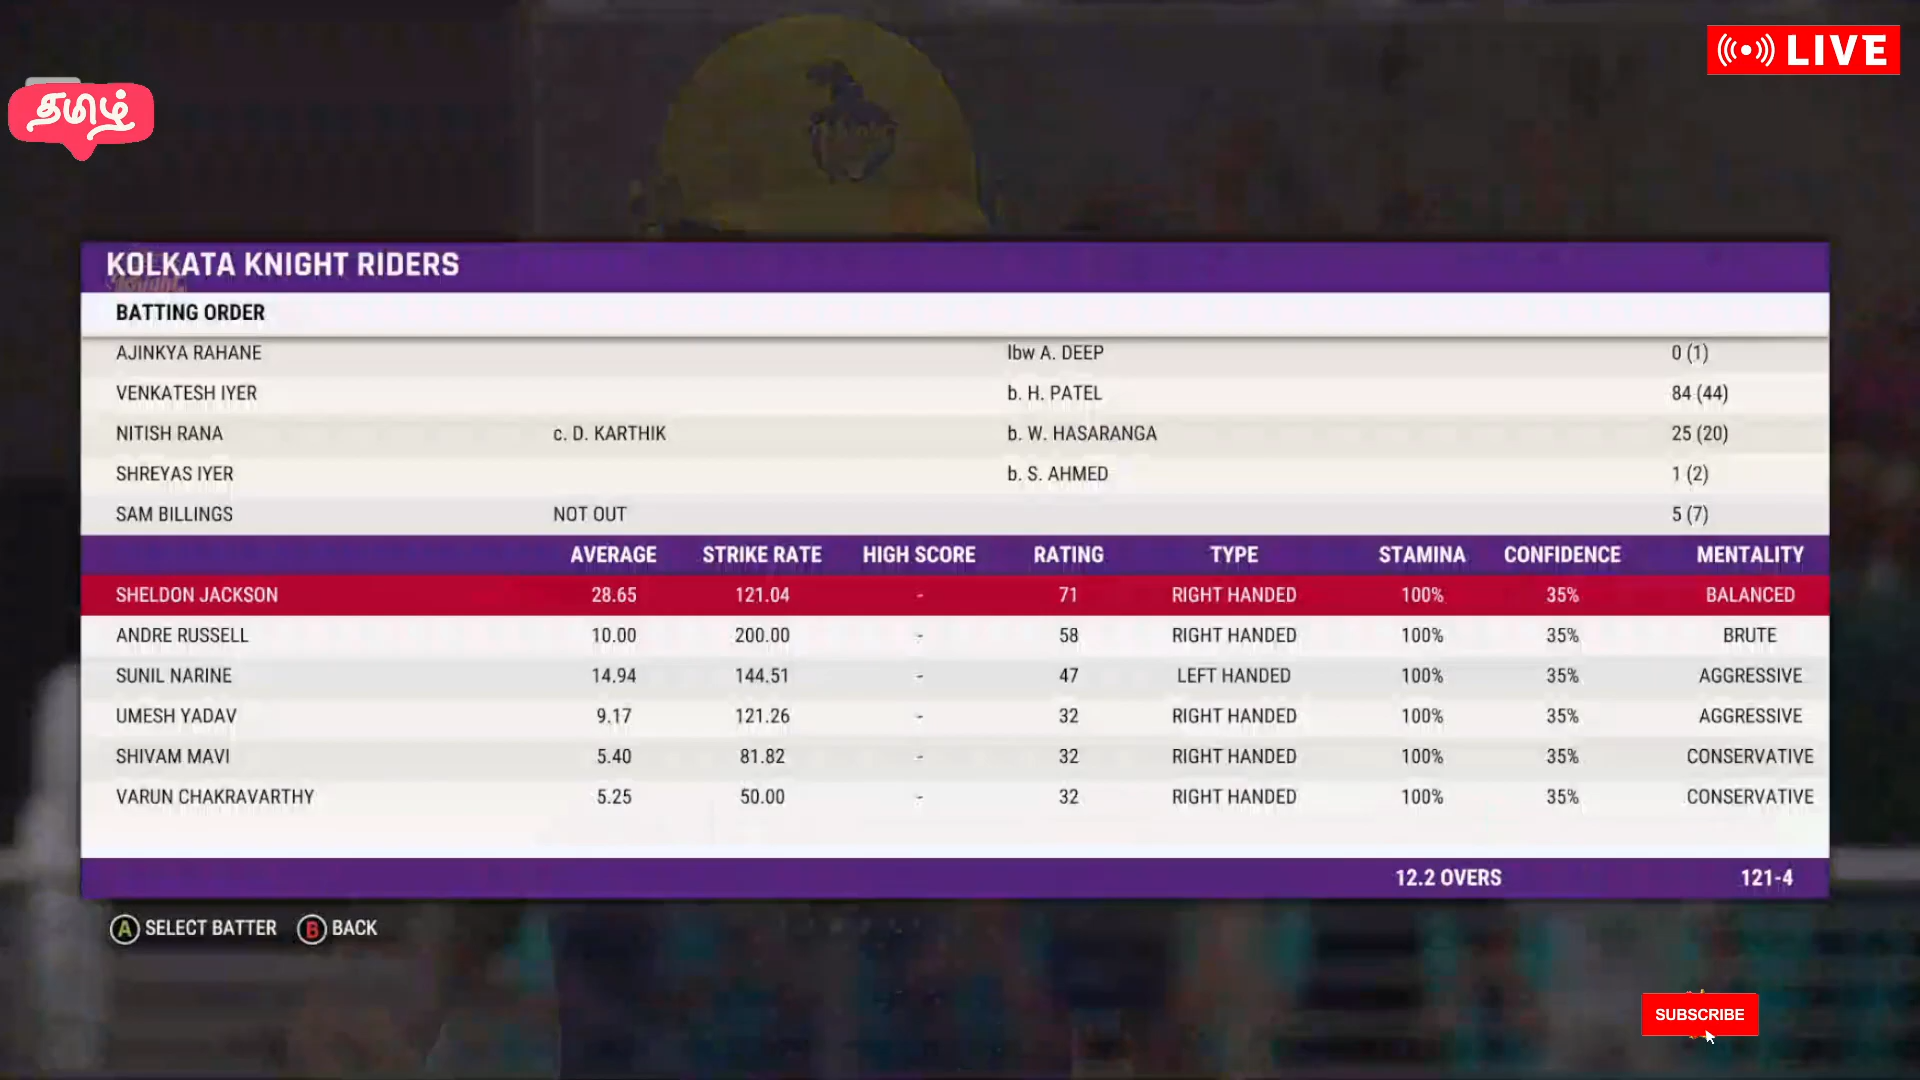 LIVE
தமிழ்
KOLKATA KNIGHT RIDERS
BATTING ORDER
AJINKYA RAHANE lbw A. DEEP 0 (1)
VENKATESH IYER b. H. PATEL 84 (44)
NITISH RANA c. D. KARTHIK b. W. HASARANGA 25 (20)
SHREYAS IYER b. S. AHMED 1 (2)
SAM BILLINGS NOT OUT 5 (7)
AVERAGE STRIKE RATE HIGH SCORE RATING TYPE STAMINA CONFIDENCE MENTALITY
SHELDON JACKSON 28.65 121.04 - 71 RIGHT HANDED 100% 35% BALANCED
ANDRE RUSSELL 10.00 200.00 - 58 RIGHT HANDED 100% 35% BRUTE
SUNIL NARINE 14.94 144.51 - 47 LEFT HANDED 100% 35% AGGRESSIVE
UMESH YADAV 9.17 121.26 - 32 RIGHT HANDED 100% 35% AGGRESSIVE
SHIVAM MAVI 5.40 81.82 - 32 RIGHT HANDED 100% 35% CONSERVATIVE
VARUN CHAKRAVARTHY 5.25 50.00 - 32 RIGHT HANDED 100% 35% CONSERVATIVE
12.2 OVERS 121-4
A SELECT BATTER B BACK
SUBSCRIBE